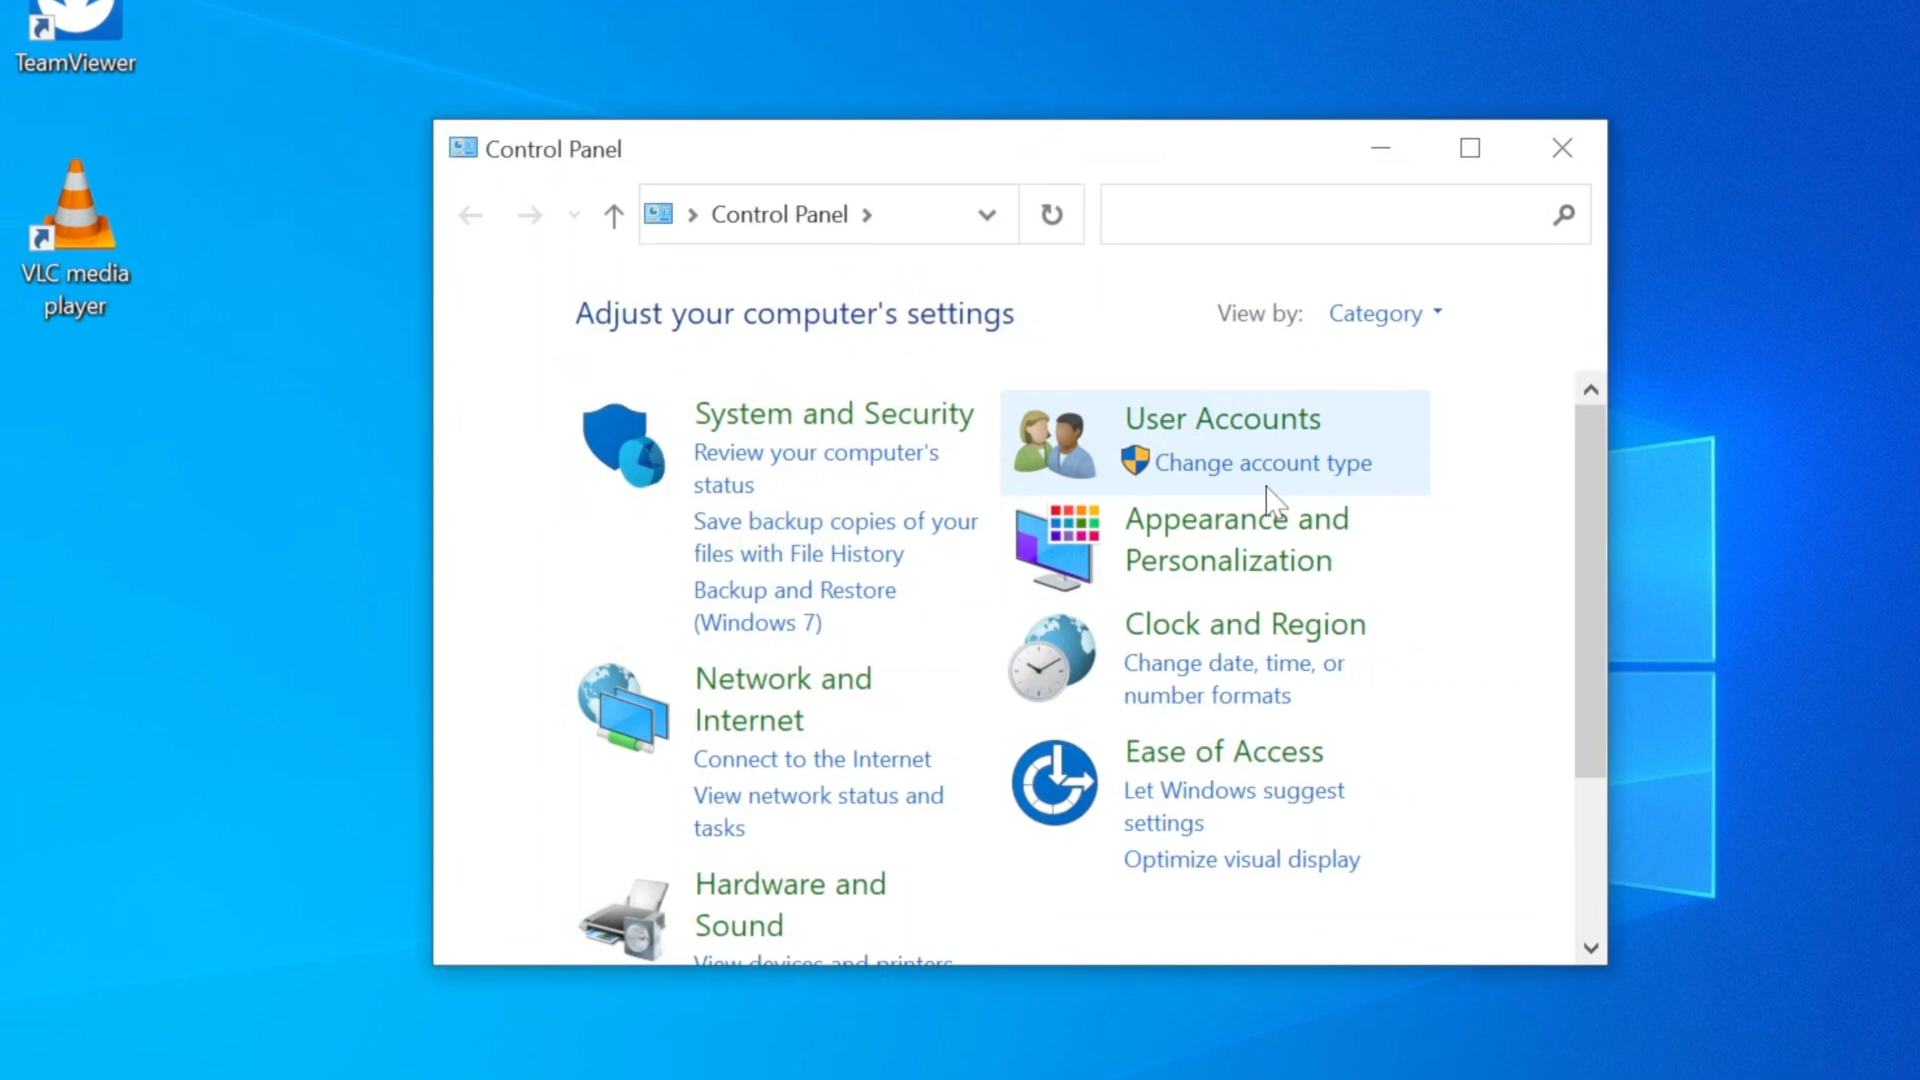 TeamViewer
VLC media
player
Control Panel
Control Panel
Adjust your computer's settings
View by: Category
System and Security
Review your computer's
status
Save backup copies of your
files with File History
Backup and Restore
(Windows 7)
Network and
Internet
Connect to the Internet
View network status and
tasks
Hardware and
Sound
View devices and printers
User Accounts
Change account type
Appearance and
Personalization
Clock and Region
Change date, time, or
number formats
Ease of Access
Let Windows suggest
settings
Optimize visual display